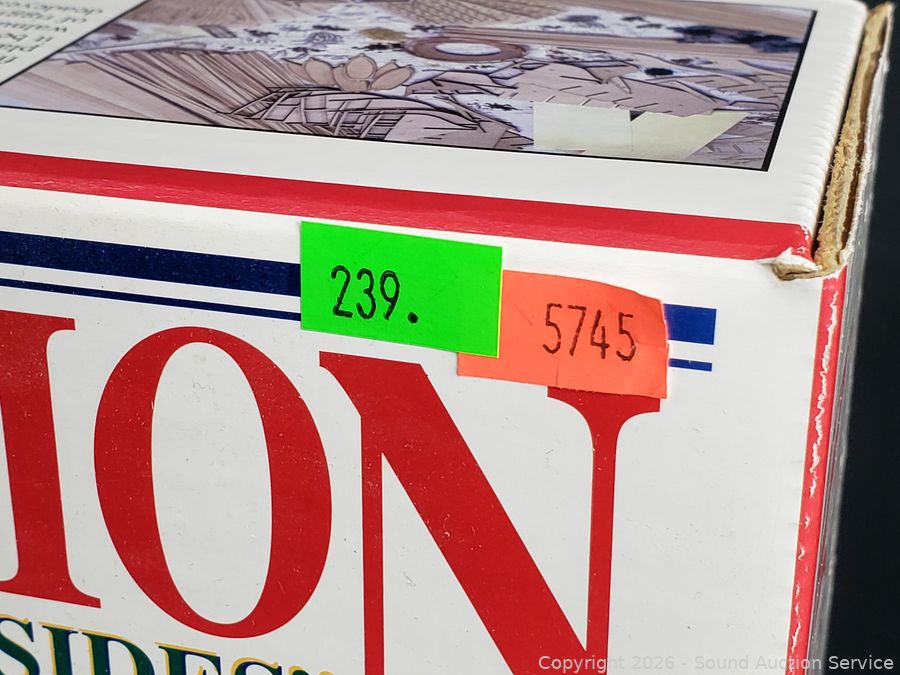 239.
5745
ION
SIDES"
Copyright © 2026 - Sound Auction Service